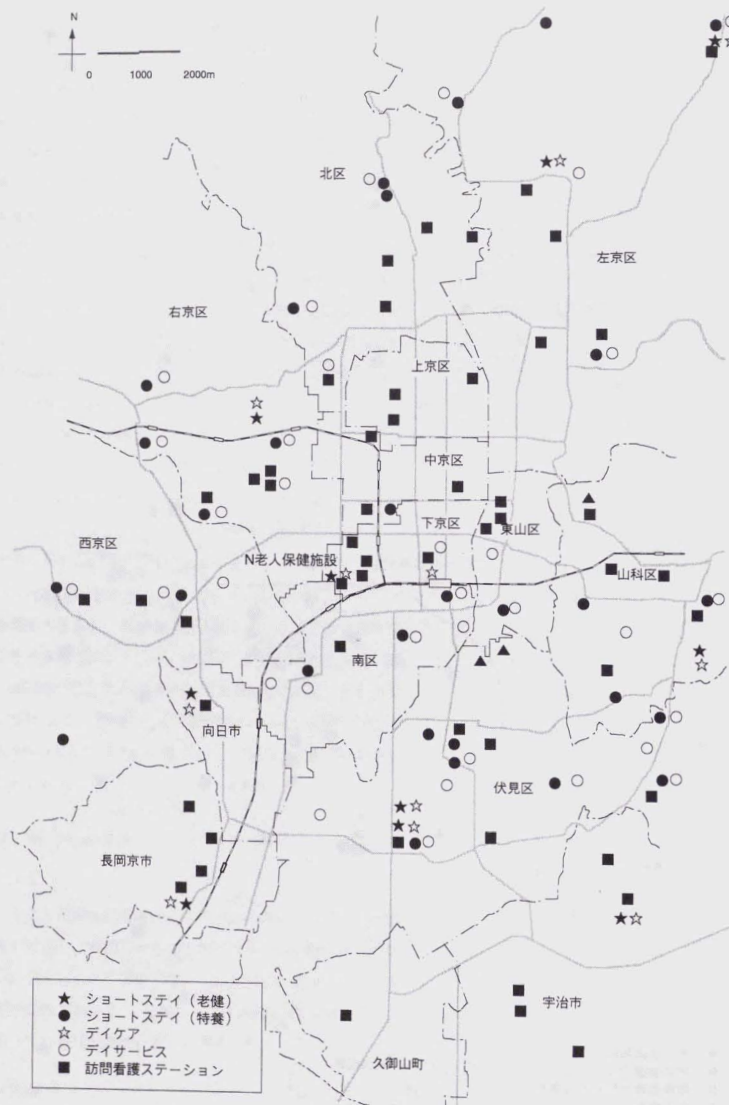 N
0 1000 2000m
北区
左京区
右京区
上京区
中京区
下京区
東山区
西京区
N老人保健施設
山科区
南区
向日市
伏見区
長岡京市
宇治市
久御山町
★ ショートステイ（老健）
● ショートステイ（特養）
☆ デイケア
○ デイサービス
■ 訪問看護ステーション